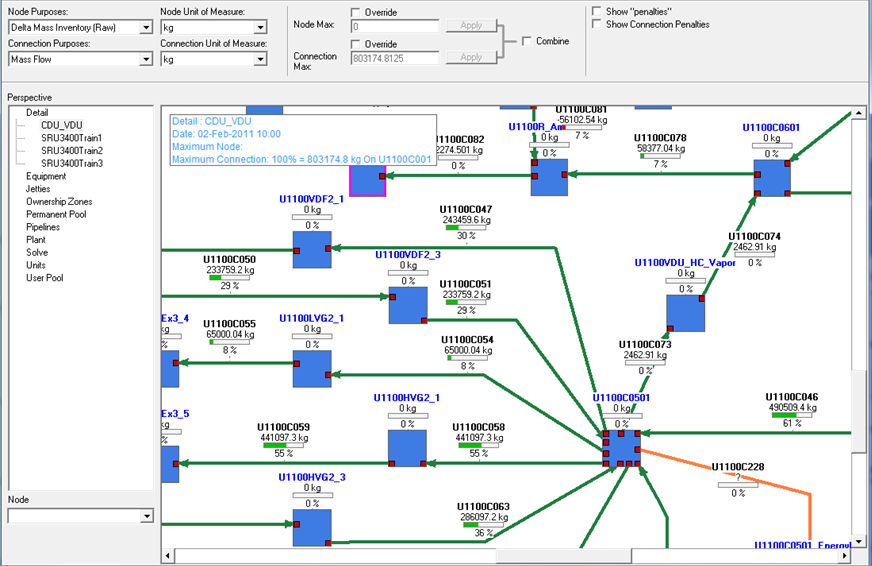 Node Purposes:
Delta Mass Inventory (Raw)
Connection Purposes:
Mass Flow
Node Unit of Measure:
kg
Connection Unit of Measure:
kg
Node Max:
Override
0
Apply
Override
Connection
Max:
803174.8125
Apply
Combine
Show "penalties"
Show Connection Penalties
Perspective
Detail
CDU_VDU
SRU3400Train1
SRU3400Train2
SRU3400Train3
Equipment
Jetties
Ownership Zones
Permanent Pool
Pipelines
Plant
Solve
Units
User Pool
Node
Detail : CDU_VDU
Date: 02-Feb-2011 10:00
Maximum Node:
Maximum Connection: 100% = 803174.8 kg On U1100C001
U1100C081
-56102.54 kg
7 %
U1100R_Am
0 kg
0 %
1100C082
2274.501 kg
0 %
U1100C078
58377.04 kg
7 %
U1100C0601
0 kg
0 %
U1100VDF2_1
0 kg
0 %
U1100C047
243459.6 kg
30 %
U1100C074
2462.91 kg
0 %
U1100C050
233759.2 kg
29 %
U1100VDF2_3
0 kg
0 %
U1100C051
233759.2 kg
29 %
U1100VDU_HC_Vapor
0 kg
0 %
Ex3_4
kg
%
U1100C055
65000.04 kg
8 %
U1100LVG2_1
0 kg
0 %
U1100C054
65000.04 kg
8 %
U1100C073
2462.91 kg
0 %
Ex3_5
kg
%
U1100C059
441097.3 kg
55 %
U1100HVG2_1
0 kg
0 %
U1100C058
441097.3 kg
55 %
U1100C0501
0 kg
0 %
U1100C046
490509.4 kg
61 %
U1100C228
?
0 %
U1100HVG2_3
0 kg
0 %
U1100C063
286097.2 kg
36 %
U1100C0501_Energy